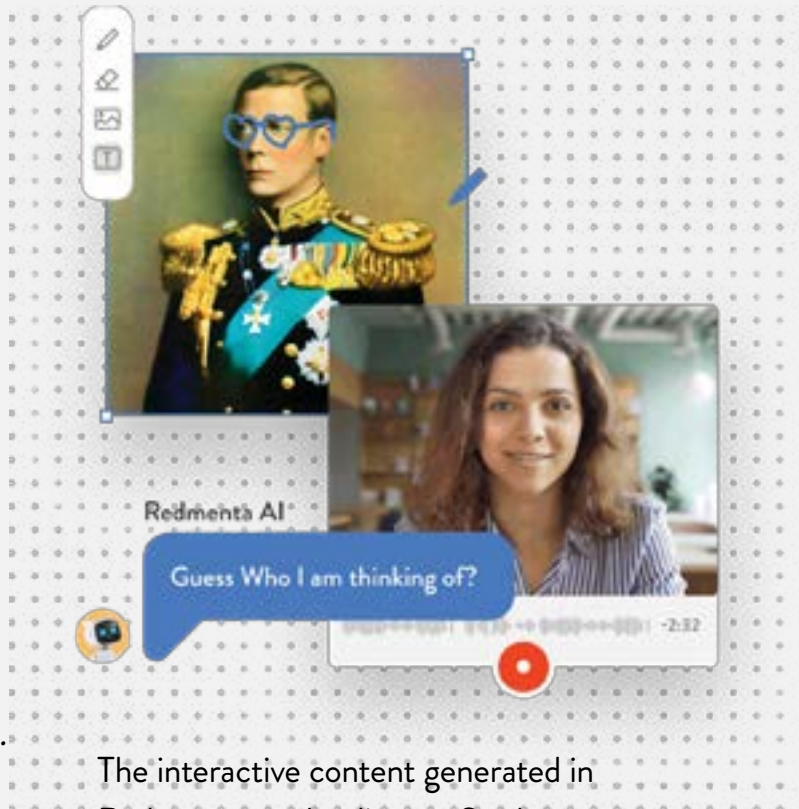 T
Redmenta AI
Guess Who I am thinking of?
-2:32
The interactive content generated in